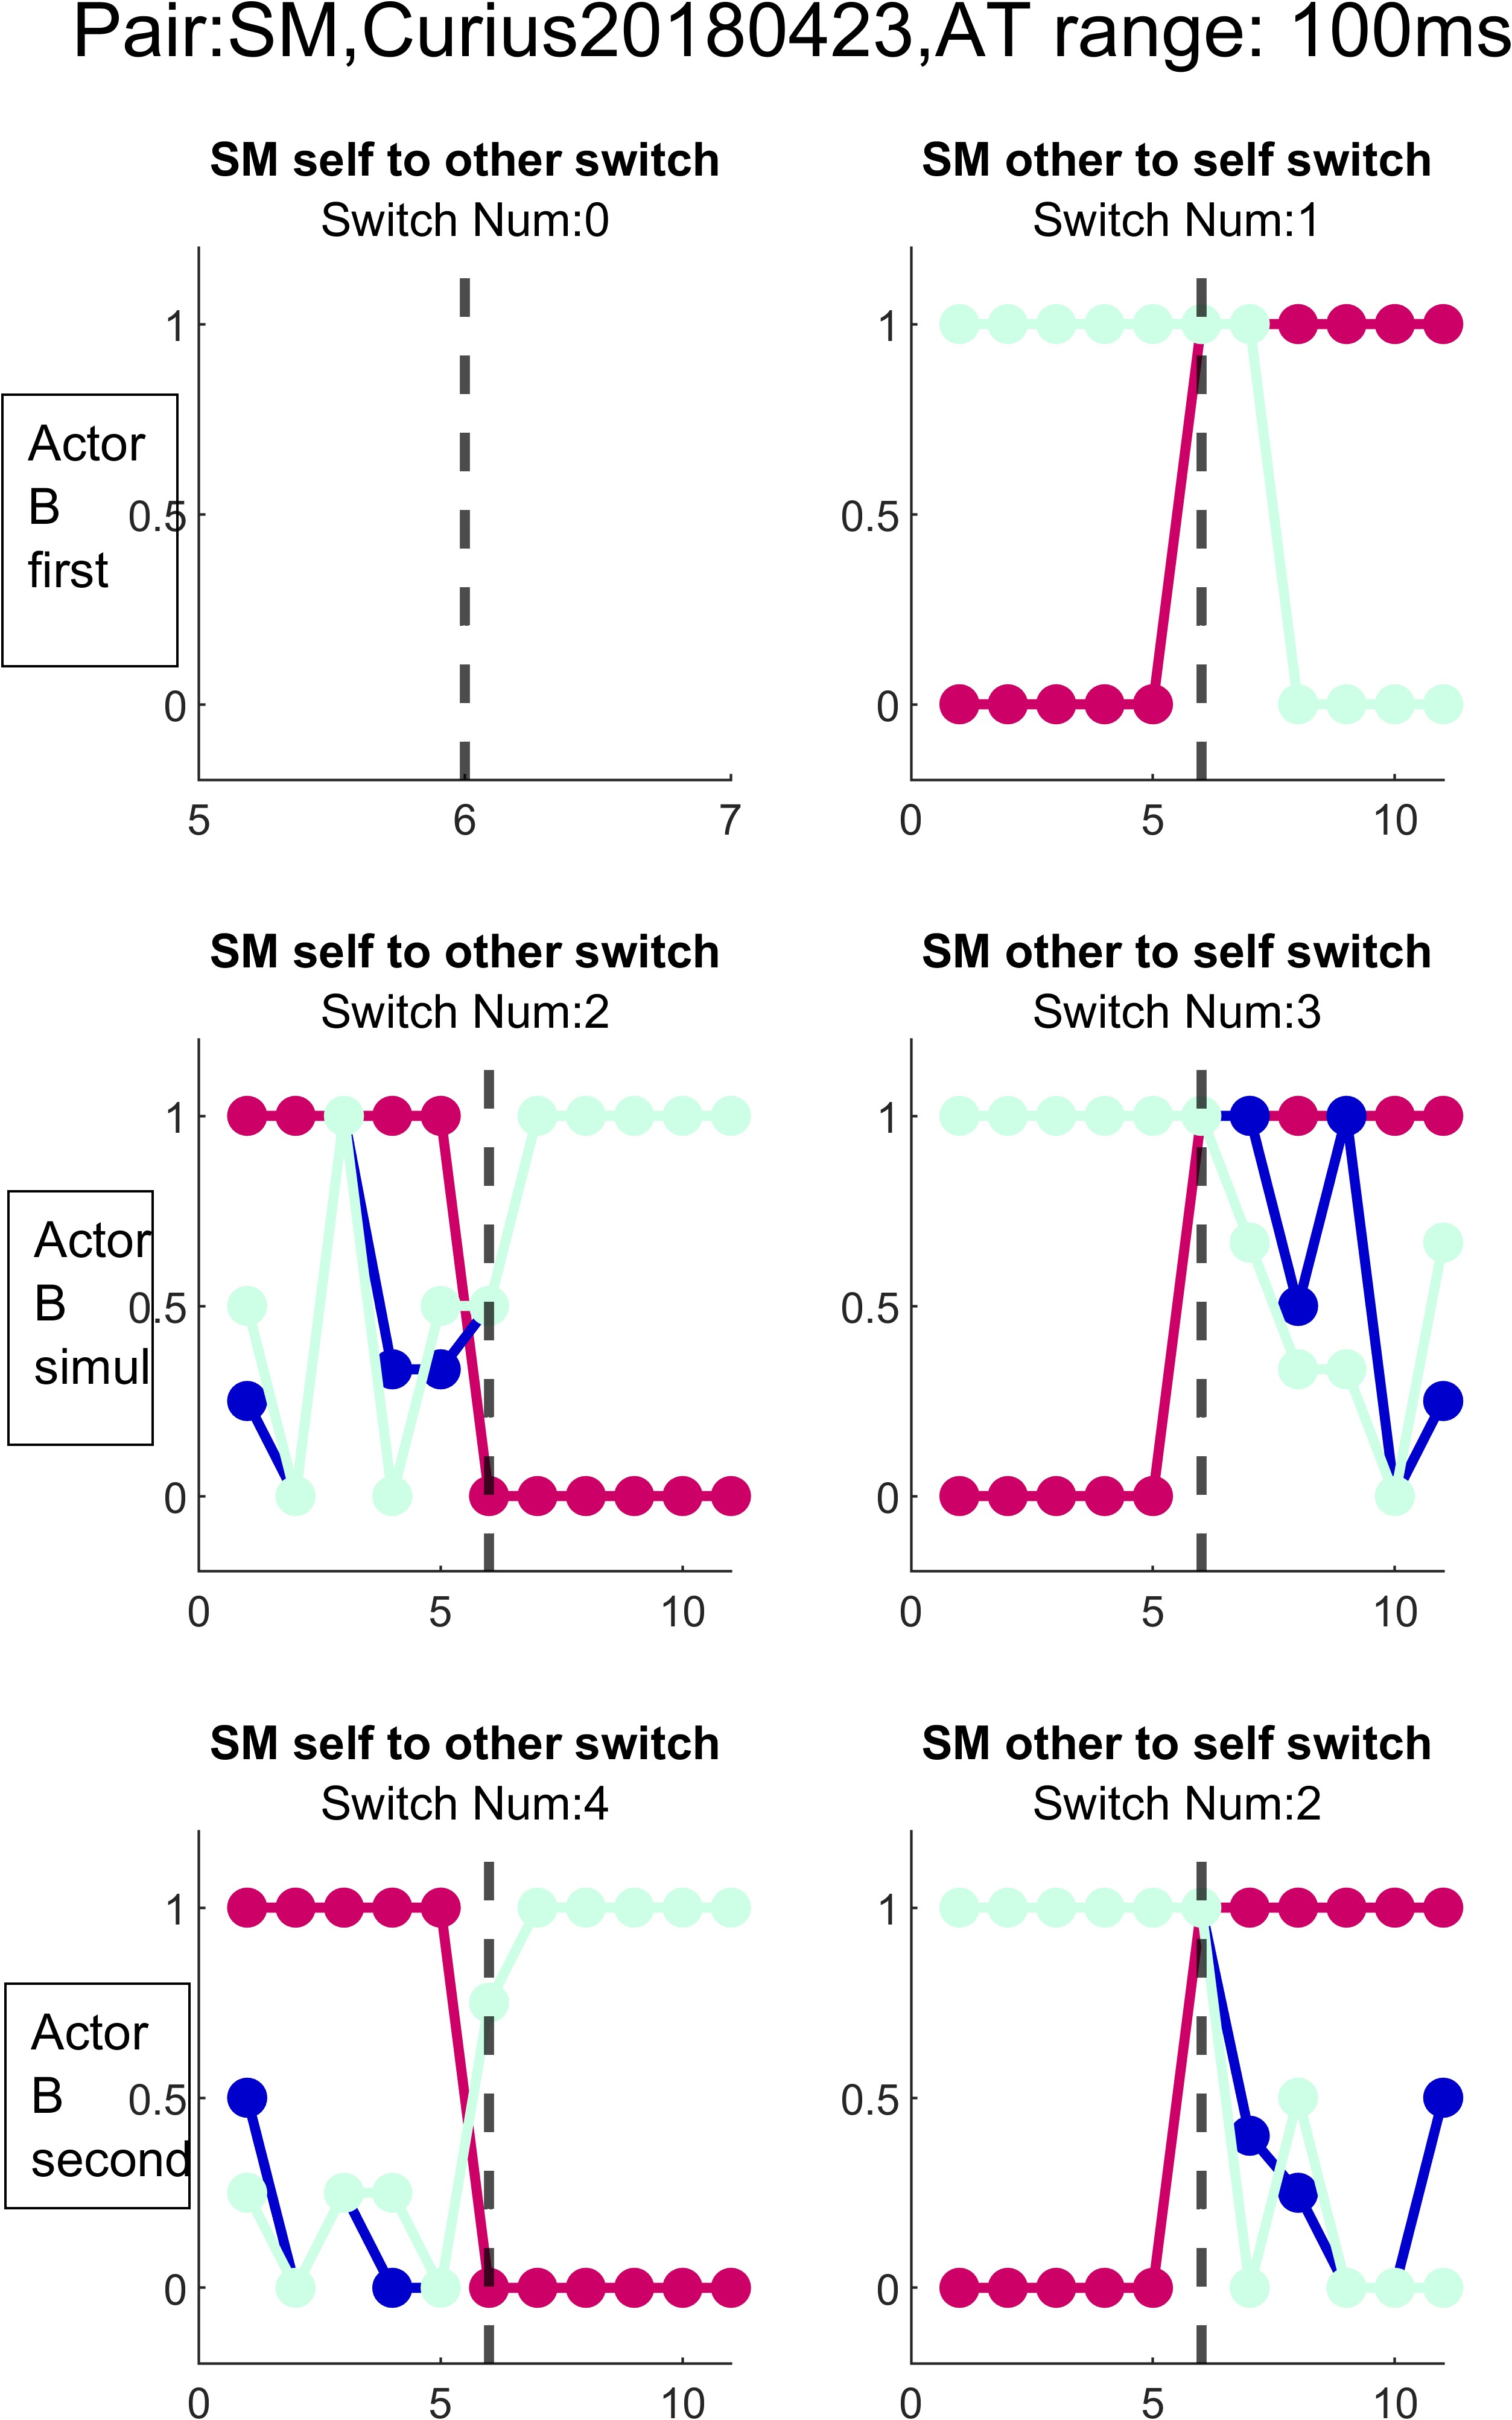 Pair:SM,Curius20180423,AT range: 100ms
SM self to other switch
Switch Num:0
1
0.5
0
5 6 7
Actor
B
first
SM other to self switch
Switch Num:1
1
0.5
0
0 5 10
SM self to other switch
Switch Num:2
1
0.5
0
0 5 10
Actor
B
simul
SM other to self switch
Switch Num:3
1
0.5
0
0 5 10
SM self to other switch
Switch Num:4
1
0.5
0
0 5 10
Actor
B
second
SM other to self switch
Switch Num:2
1
0.5
0
0 5 10